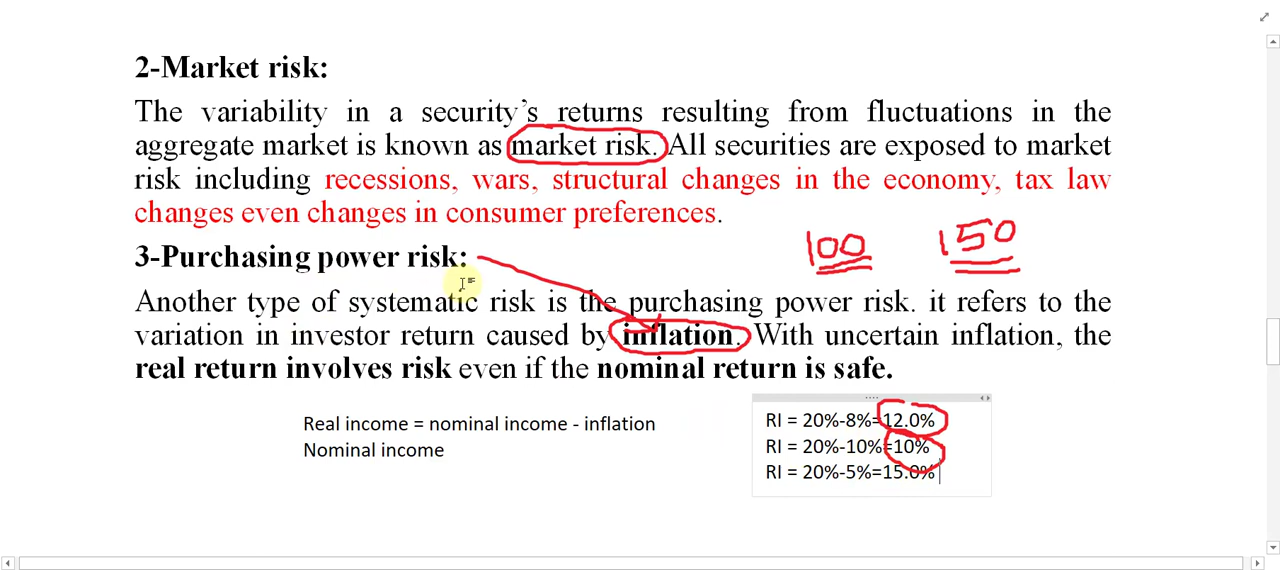 2-Market risk:
The variability in a security’s returns resulting from fluctuations in the
aggregate market is known as market risk. All securities are exposed to market
risk including recessions, wars, structural changes in the economy, tax law
changes even changes in consumer preferences.
100 150
3-Purchasing power risk:
Another type of systematic risk is the purchasing power risk. it refers to the
variation in investor return caused by inflation. With uncertain inflation, the
real return involves risk even if the nominal return is safe.
Real income = nominal income - inflation
Nominal income
RI = 20%-8%=12.0%
RI = 20%-10%=10%
RI = 20%-5%=15.0%